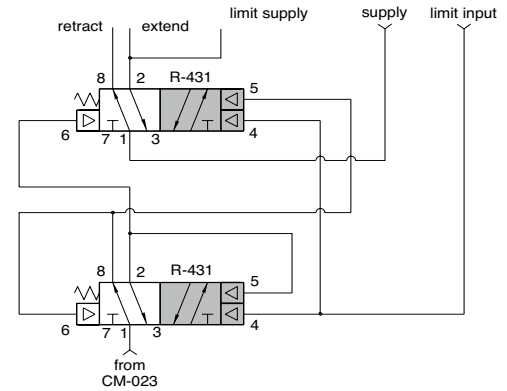 limit supply supply limit input
retract extend
8 2 R-431
5
6 7 1 3 4
8 2 R-431
5
6 7 1 3 4
from
CM-023